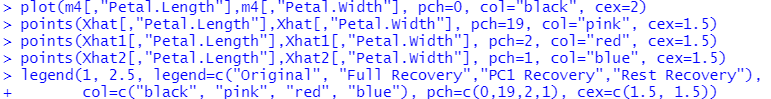 > plot(m4[,"Petal.Length"],m4[,"Petal.Width"], pch=0, col="black", cex=2)
> points(Xhat[,"Petal.Length"],Xhat[,"Petal.Width"], pch=19, col="pink", cex=1.5)
> points(Xhat1[,"Petal.Length"],Xhat1[,"Petal.Width"], pch=2, col="red", cex=1.5)
> points(Xhat2[,"Petal.Length"],Xhat2[,"Petal.Width"], pch=1, col="blue", cex=1.5)
> legend(1, 2.5, legend=c("Original", "Full Recovery","PC1 Recovery","Rest Recovery"),
+        col=c("black", "pink", "red", "blue"), pch=c(0,19,2,1), cex=c(1.5, 1.5))